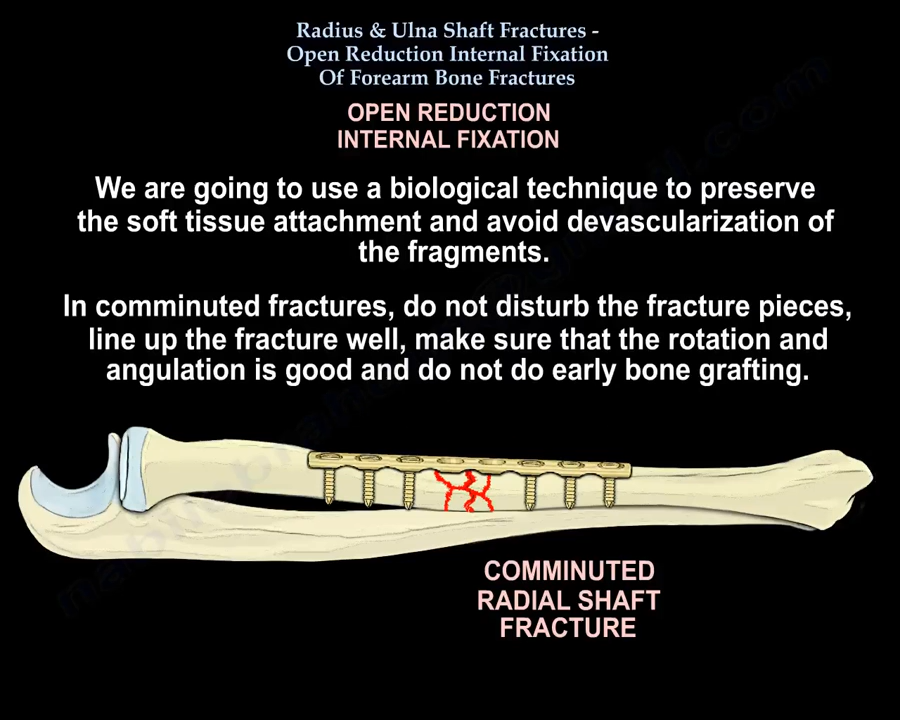 Radius & Ulna Shaft Fractures -
Open Reduction Internal Fixation
Of Forearm Bone Fractures
OPEN REDUCTION
INTERNAL FIXATION
We are going to use a biological technique to preserve
the soft tissue attachment and avoid devascularization of
the fragments.
In comminuted fractures, do not disturb the fracture pieces,
line up the fracture well, make sure that the rotation and
angulation is good and do not do early bone grafting.
COMMINUTED
RADIAL SHAFT
FRACTURE